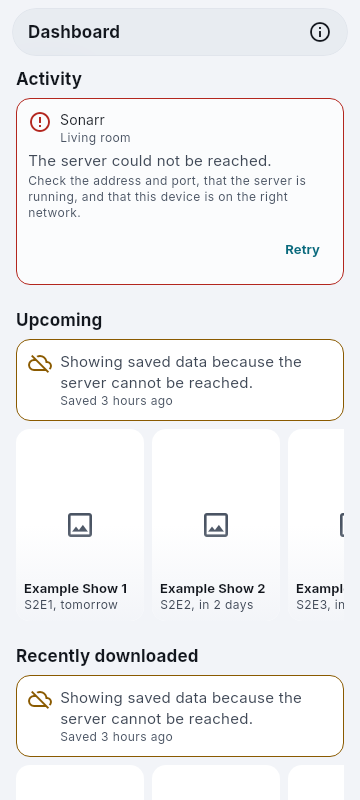 Dashboard
Activity
Sonarr
Living room
The server could not be reached.
Check the address and port, that the server is
running, and that this device is on the right
network.
Retry
Upcoming
Showing saved data because the
server cannot be reached.
Saved 3 hours ago
Example Show 1
S2E1, tomorrow
Example Show 2
S2E2, in 2 days
S2E3, in
Recently downloaded
Showing saved data because the
server cannot be reached.
Saved 3 hours ago